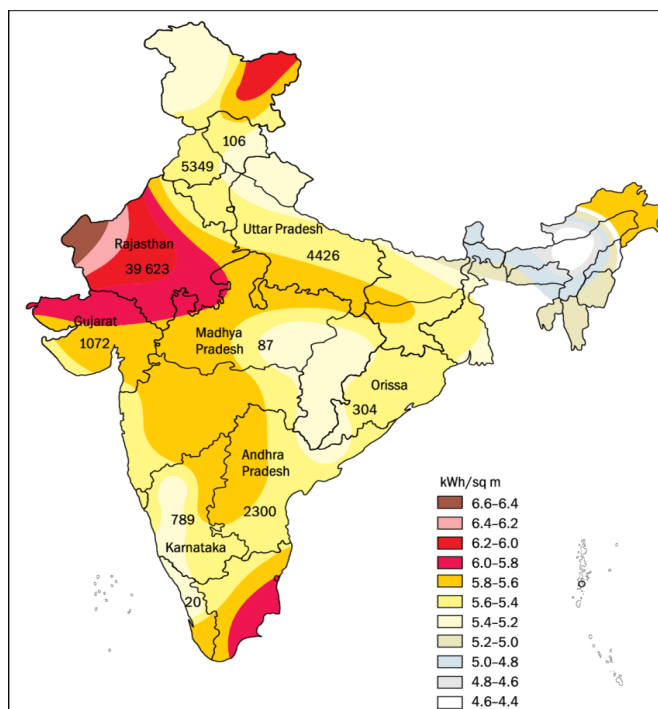 106
5349
Uttar Pradesh
4426
Rajasthan
39 623
Gujarat
1072
Madhya
Pradesh
87
Orissa
304
Andhra
Pradesh
2300
789
Karnataka
20
kWh/sq m
6.6–6.4
6.4–6.2
6.2–6.0
6.0–5.8
5.8–5.6
5.6–5.4
5.4–5.2
5.2–5.0
5.0–4.8
4.8–4.6
4.6–4.4